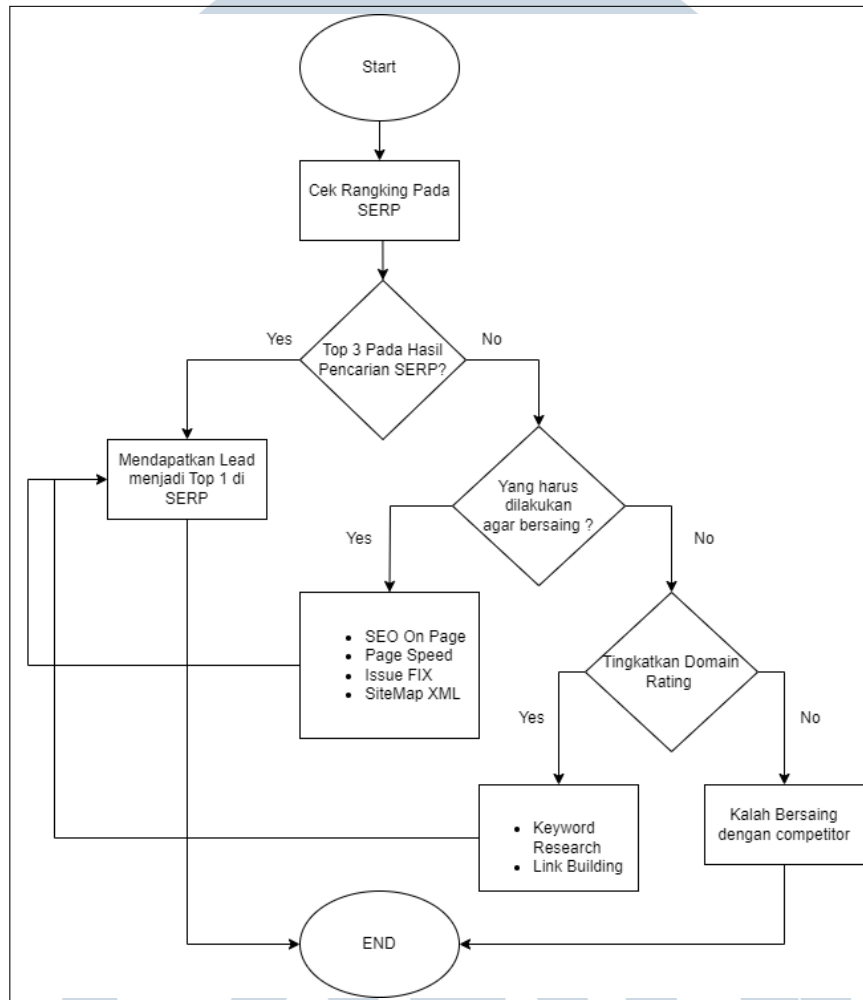 Start
Cek Rangking Pada
SERP
Top 3 Pada Hasil
Pencarian SERP?
Yes
No
Mendapatkan Lead
menjadi Top 1 di
SERP
Yang harus
dilakukan
agar bersaing ?
Yes
No
• SEO On Page
• Page Speed
• Issue FIX
• SiteMap XML
Tingkatkan Domain
Rating
Yes
No
• Keyword
Research
• Link Building
Kalah Bersaing
dengan competitor
END